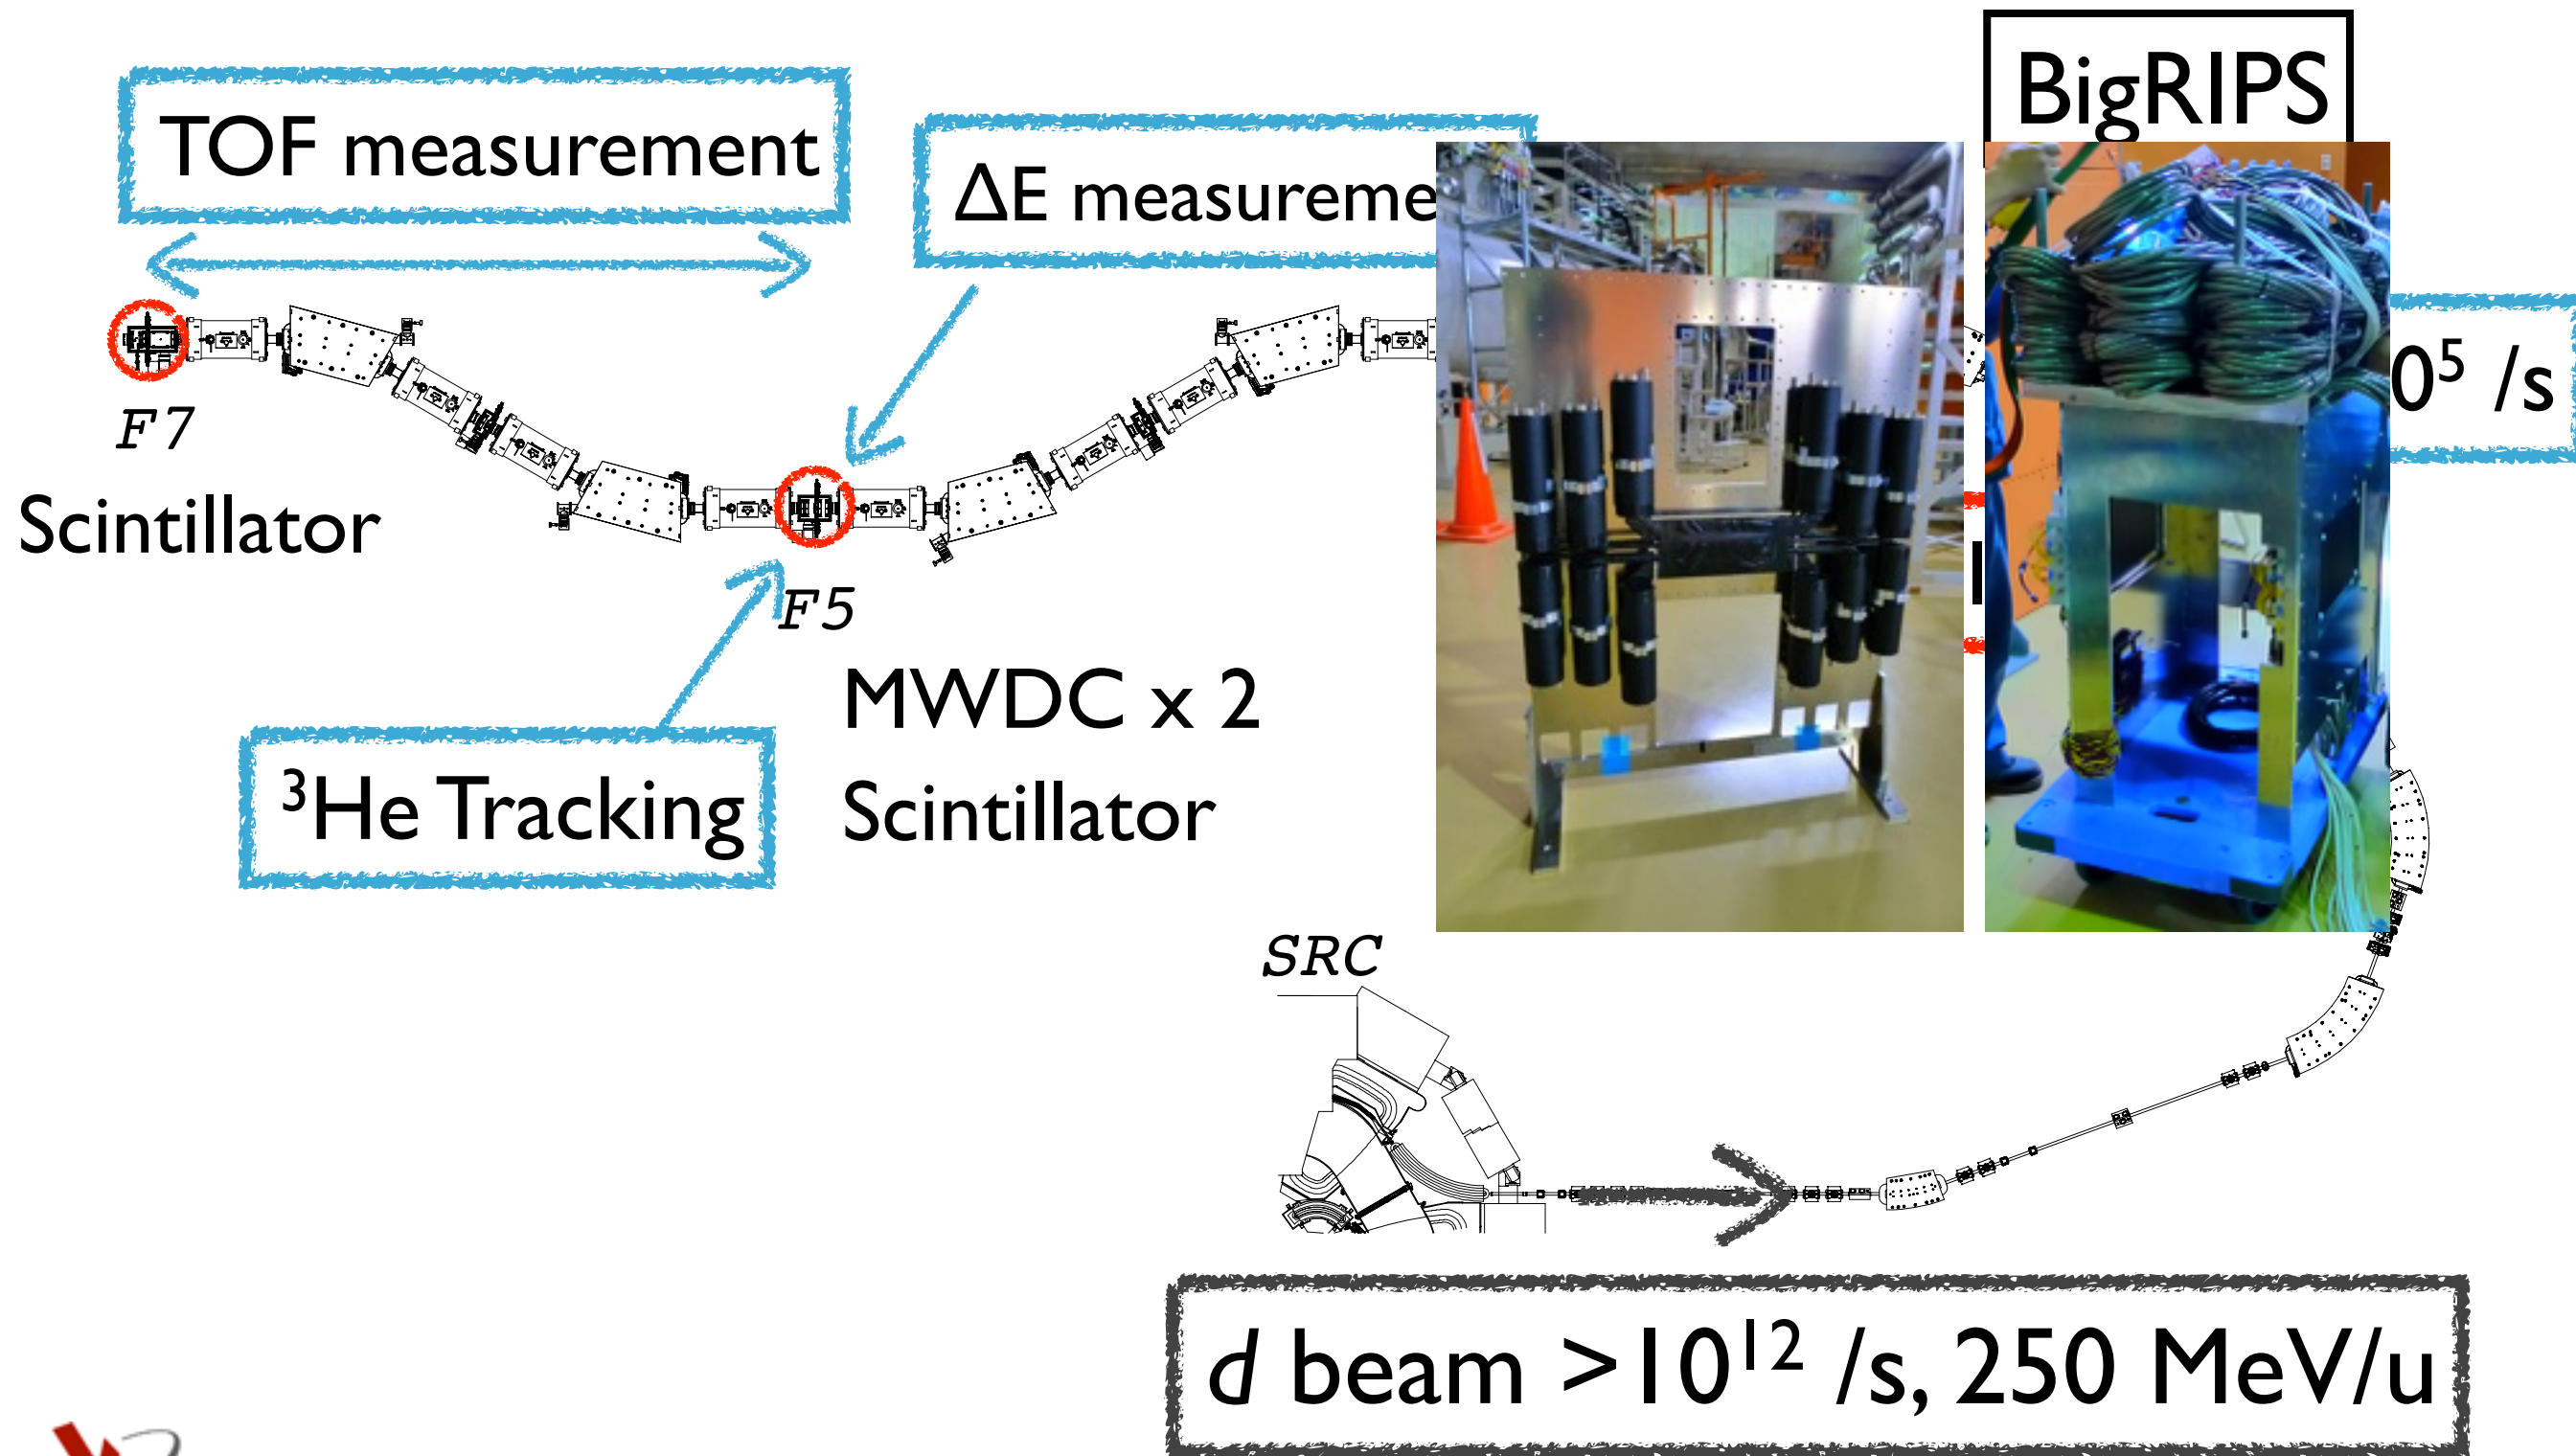 BigRIPS
TOF measurement
ΔE measureme
0⁵ /s
F7
Scintillator
F5
MWDC x 2
Scintillator
³He Tracking
SRC
d beam >10¹² /s, 250 MeV/u